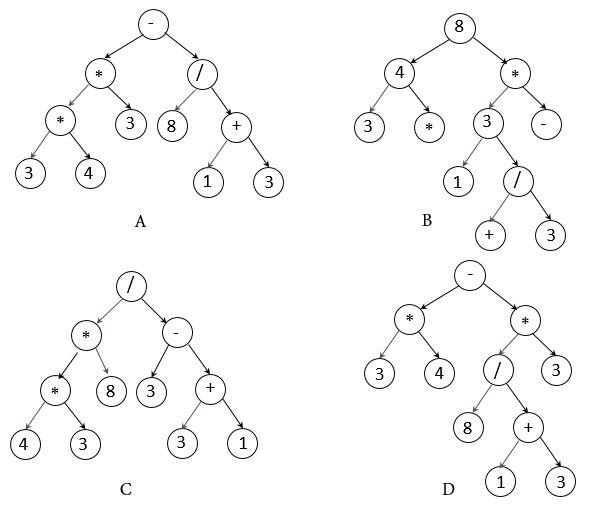 -
* /
* 3 8 +
3 4 1 3
A
8
4 *
3 * 3 -
1 /
+ 3
B
/
* -
* 8 3 +
4 3 3 1
C
-
* *
3 4 / 3
8 +
1 3
D